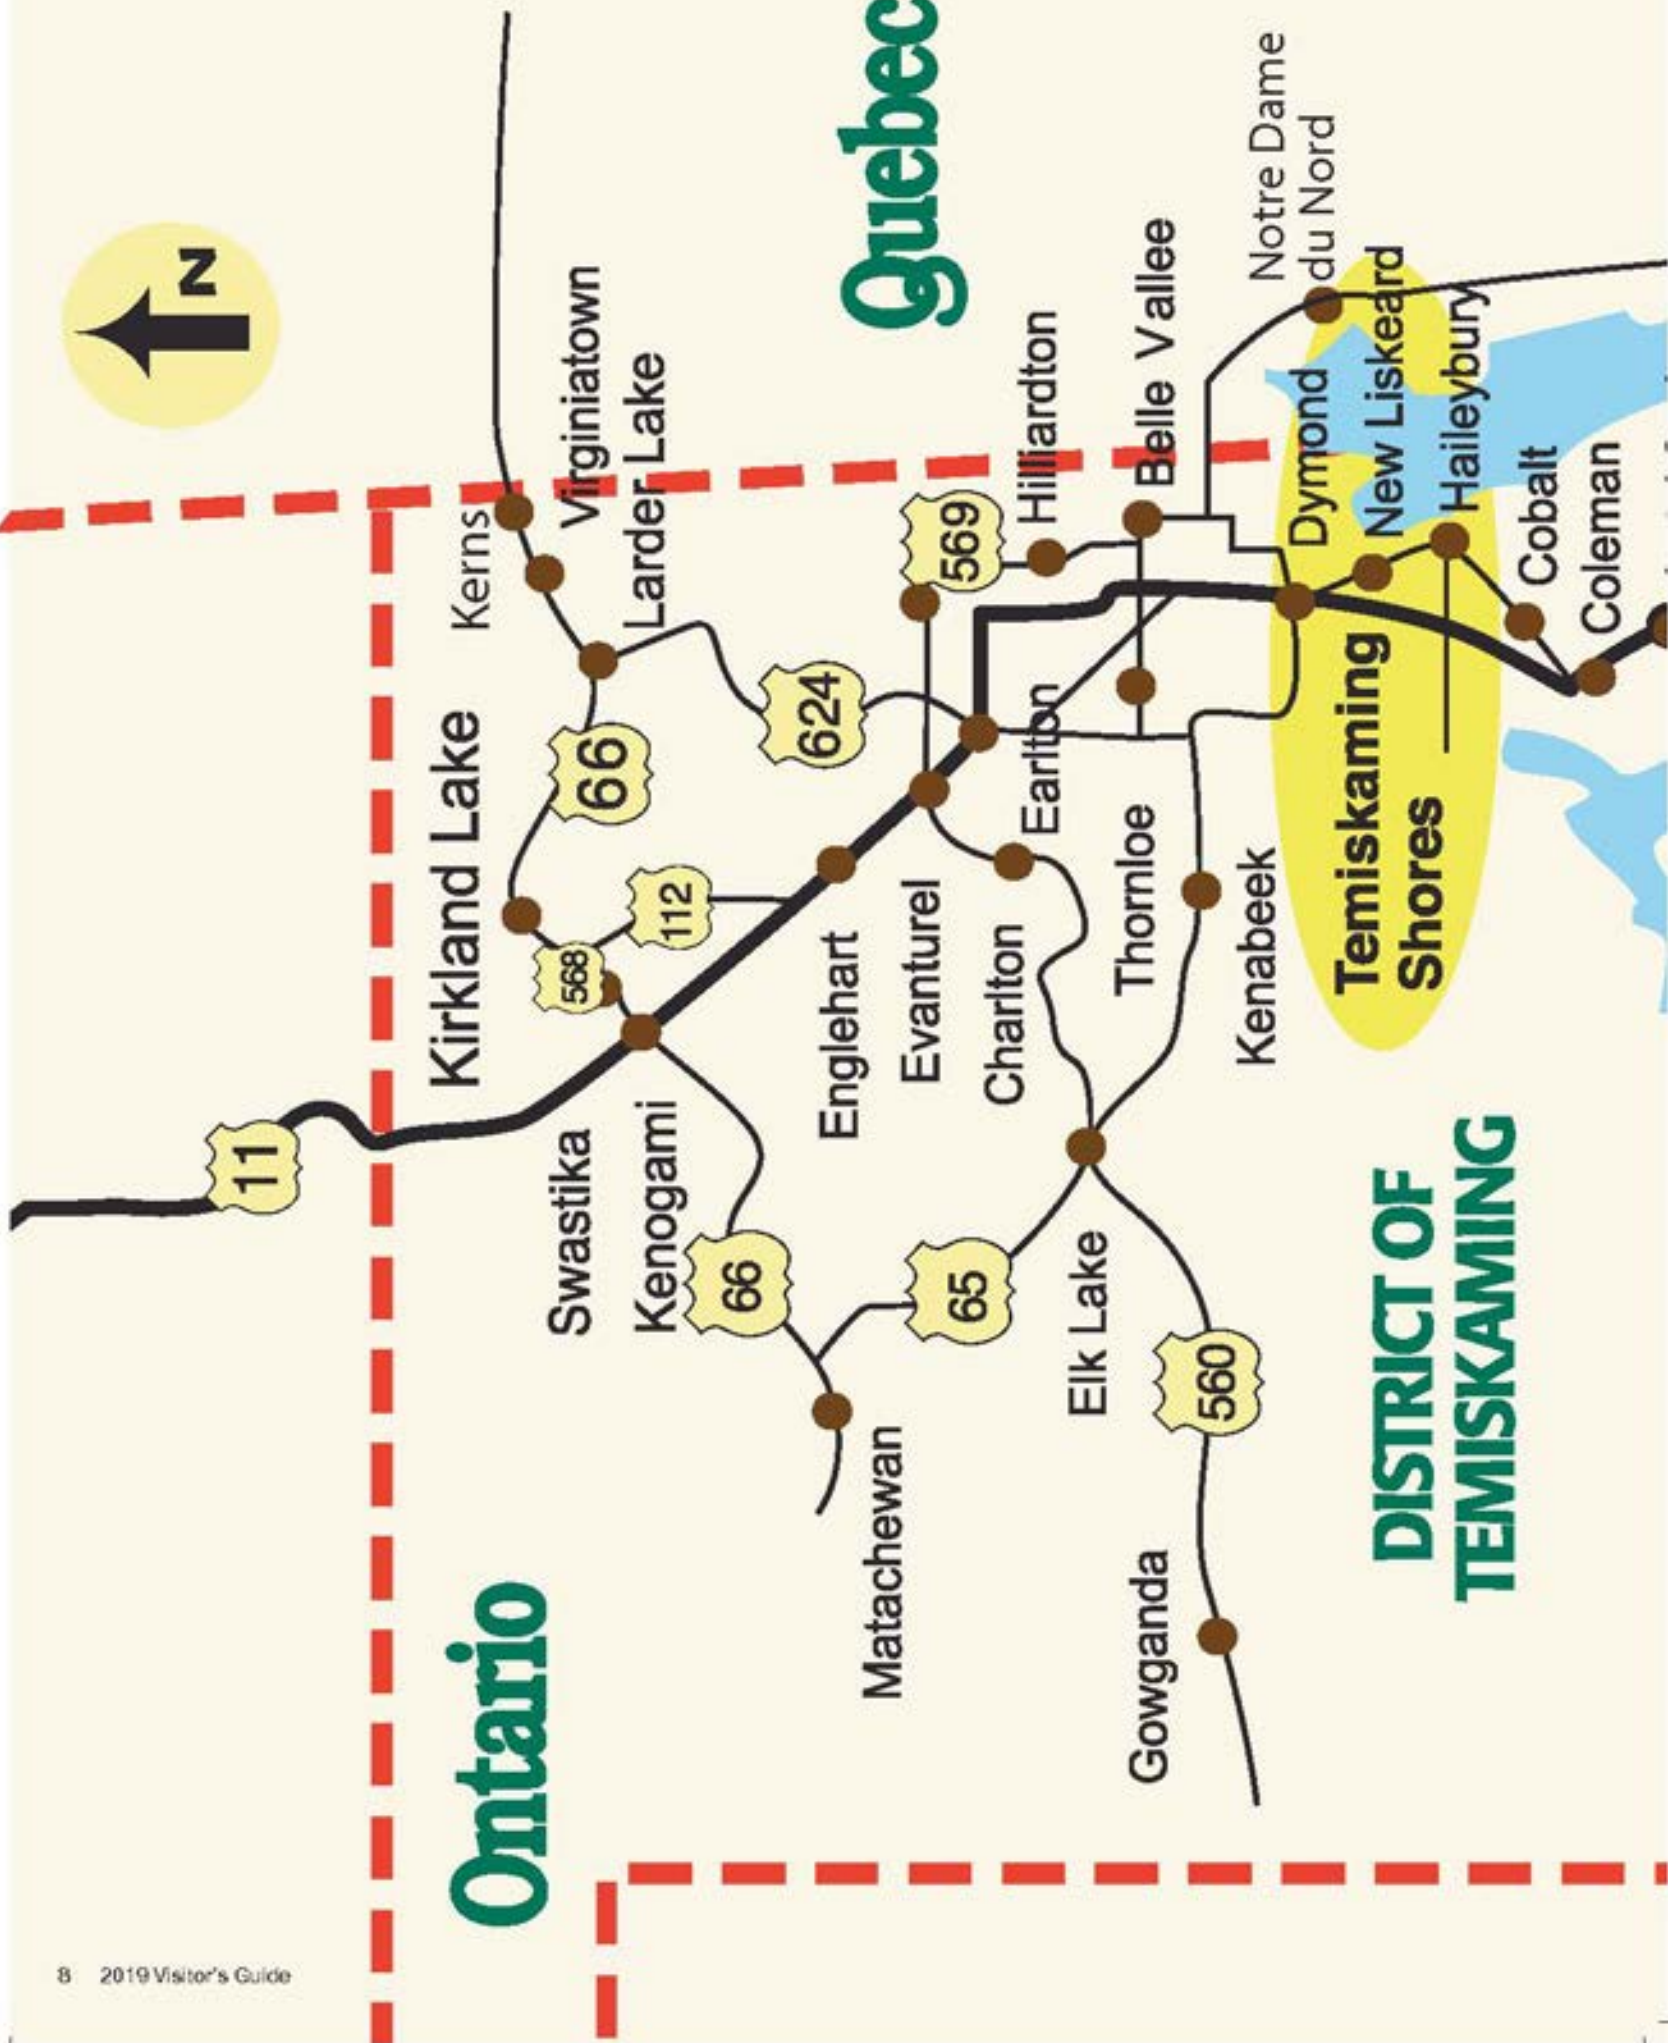 N
11
Kirkland Lake
Kerns
Ontario
Quebec
Swastika
568
66
Virginiatown
Kenogami
112
Larder Lake
66
624
Englehart
Matachewan
Evanturel
569
65
Charlton
Earlton
Hilliardton
Elk Lake
Thornloe
Belle Vallee
Gowganda
560
Kenabeek
Notre Dame
du Nord
Dymond
Temiskaming
Shores
New Liskeard
Haileybury
DISTRICT OF
TEMISKAMING
Cobalt
Coleman
8 2019 Visitor's Guide